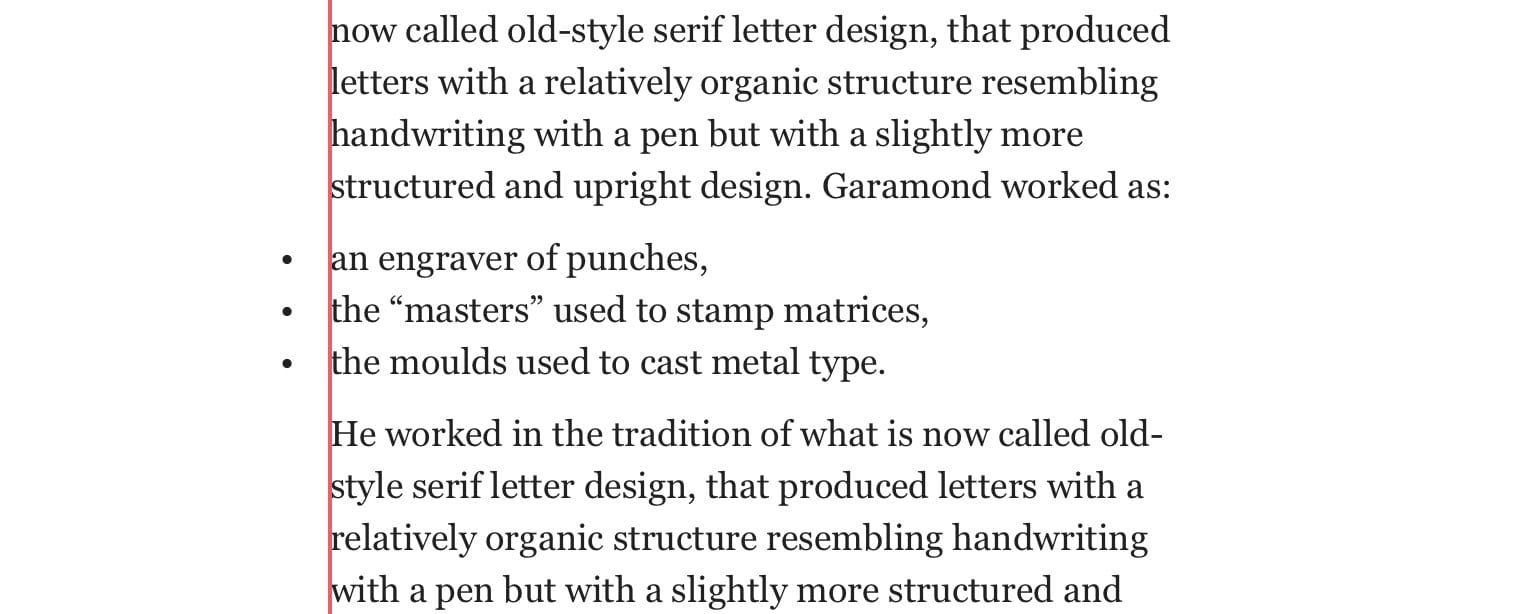 now called old-style serif letter design, that produced
letters with a relatively organic structure resembling
handwriting with a pen but with a slightly more
structured and upright design. Garamond worked as:
• an engraver of punches,
• the “masters” used to stamp matrices,
• the moulds used to cast metal type.
He worked in the tradition of what is now called old-
style serif letter design, that produced letters with a
relatively organic structure resembling handwriting
with a pen but with a slightly more structured and